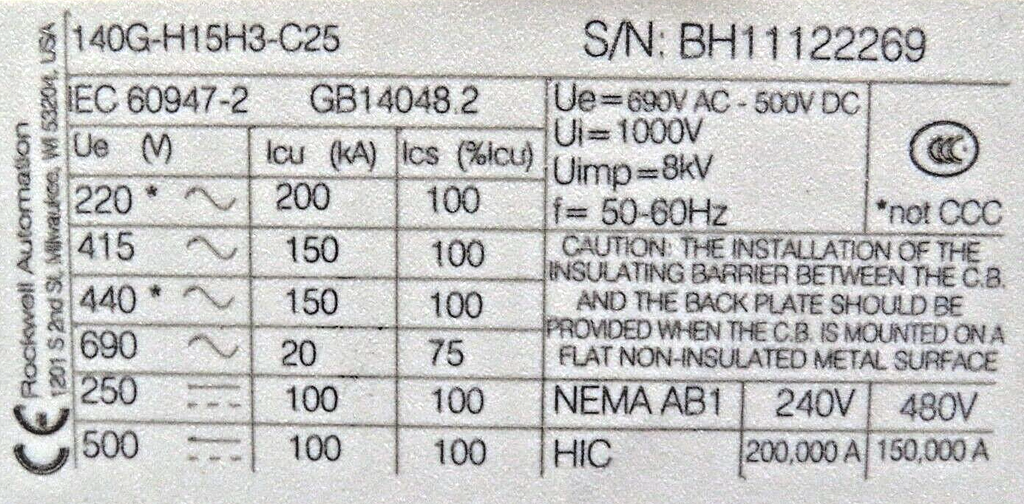 140G-H15H3-C25
S/N: BH11122269
IEC 60947-2 GB14048.2
Ue (V) Icu (kA) Ics (%Icu)
220 * 200 100
415 150 100
440 * 150 100
690 20 75
250 100 100
500 100 100
Ue=690V AC - 500V DC
Ui=1000V
Uimp=8kV
f= 50-60Hz
CCC
*not CCC
CAUTION: THE INSTALLATION OF THE
INSULATING BARRIER BETWEEN THE C.B.
AND THE BACK PLATE SHOULD BE
PROVIDED WHEN THE C.B. IS MOUNTED ON A
FLAT NON-INSULATED METAL SURFACE
NEMA AB1 240V 480V
HIC 200,000 A 150,000 A
CE
Rockwell Automation
1201 S 2nd St. Milwaukee, WI 53204, USA